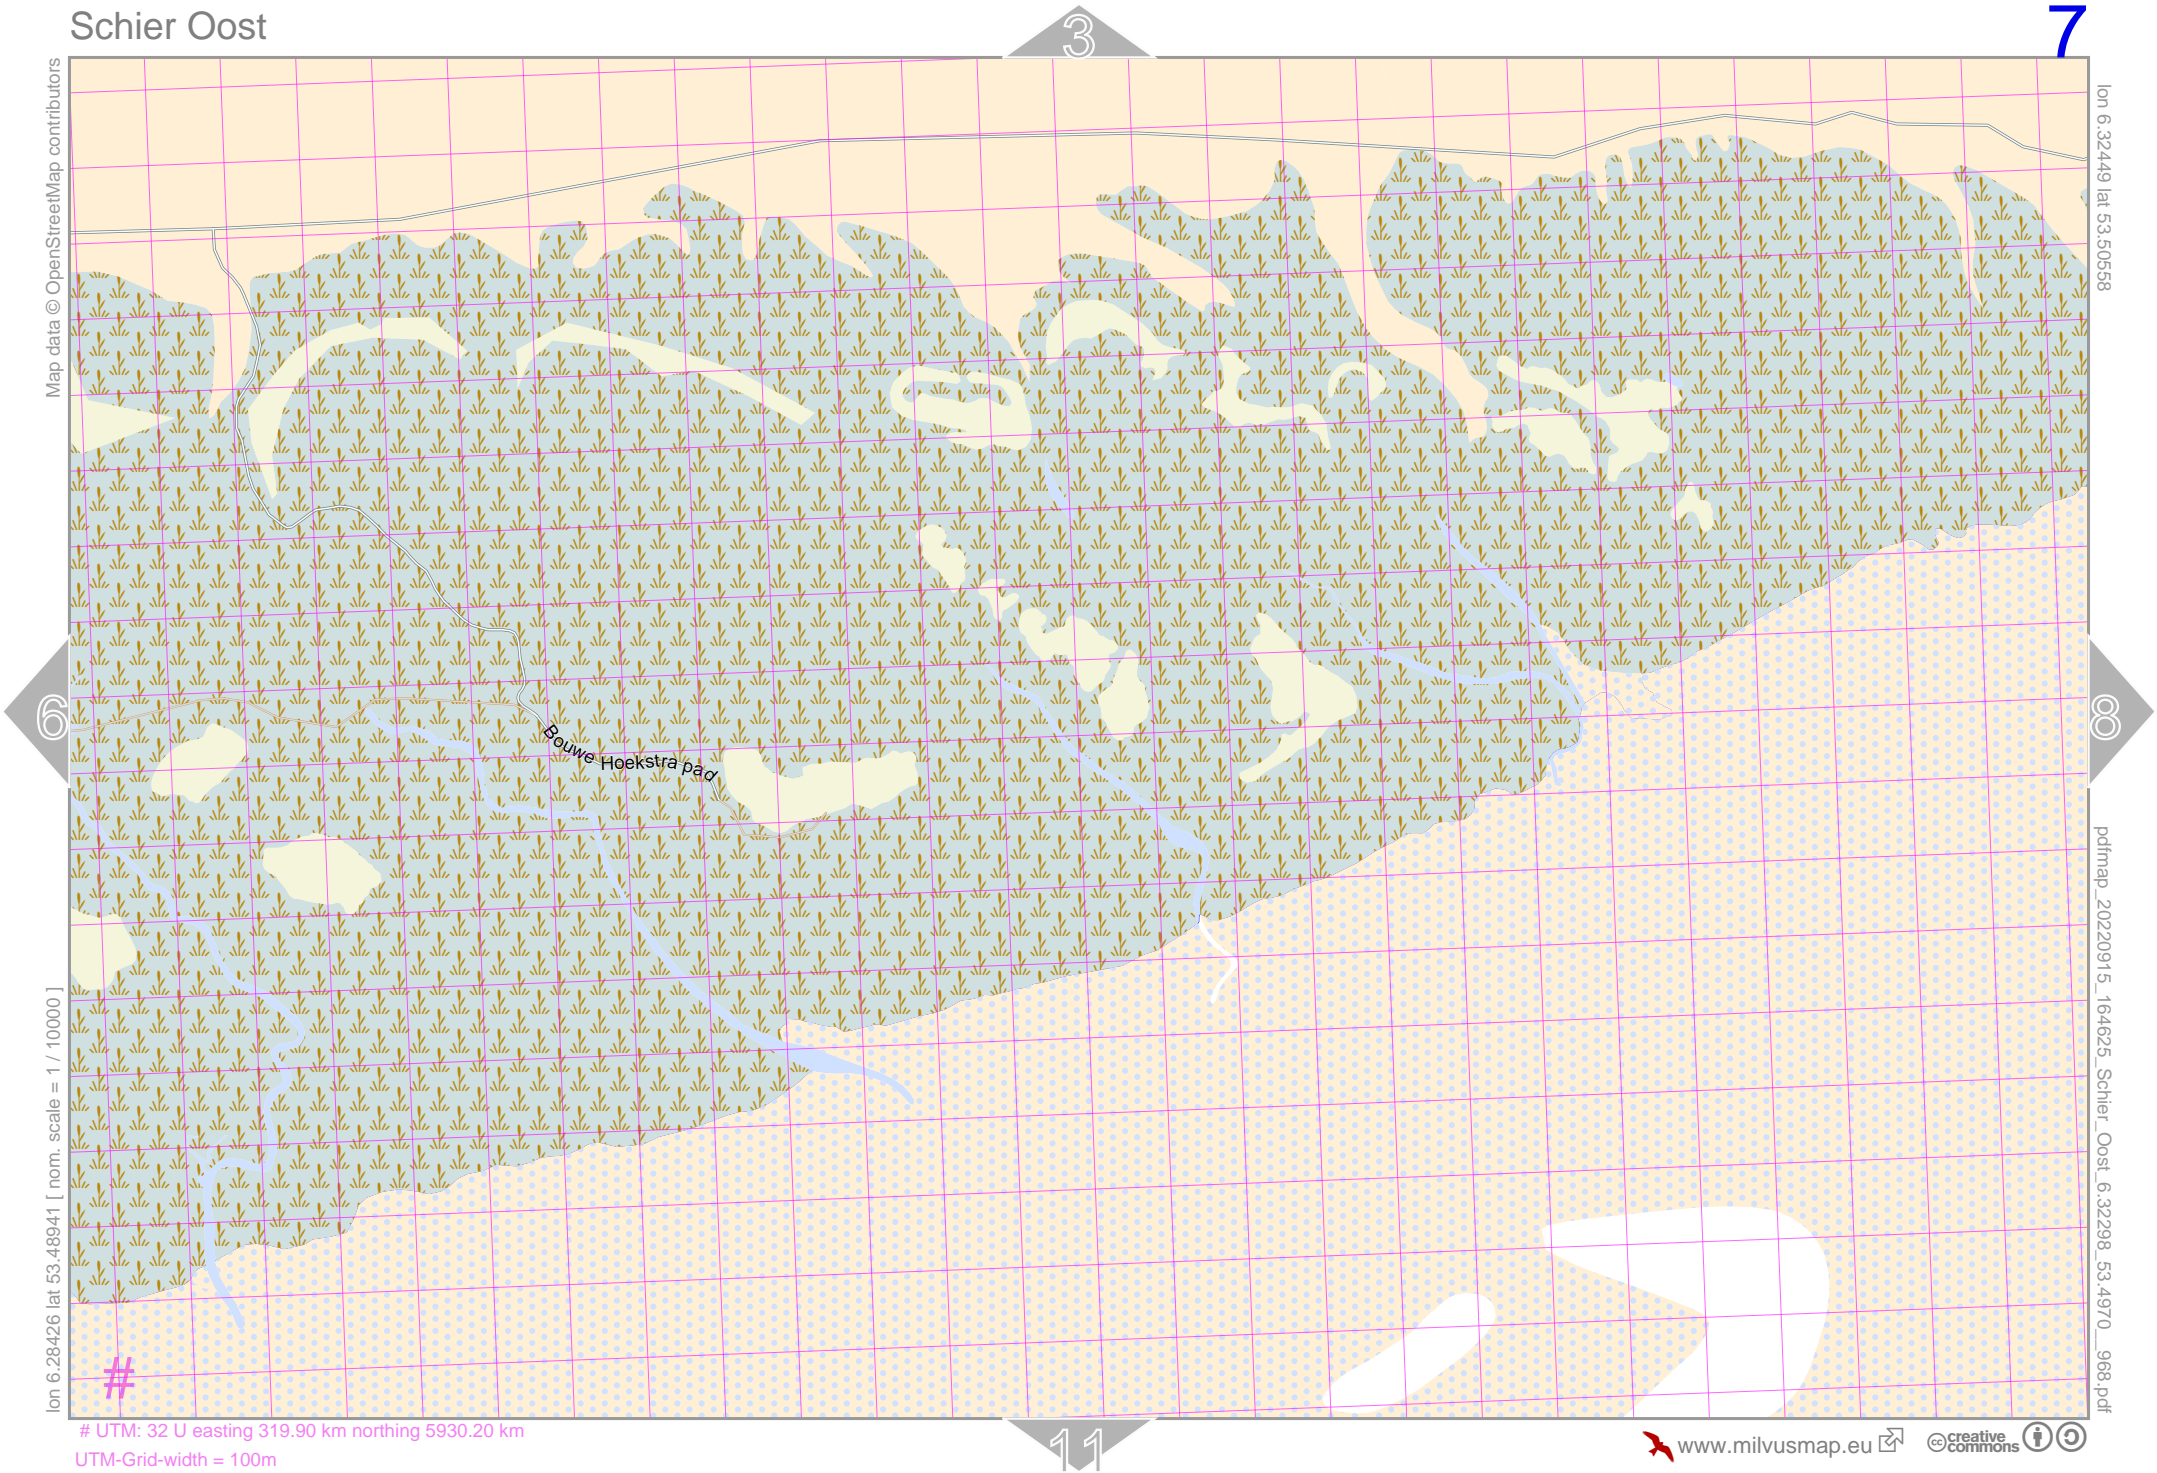 Schier Oost
3
7
Map data © OpenStreetMap contributors
lon 6.32449 lat 53.50558
6
8
Bouwe Hoekstra pad
lon 6.28426 lat 53.48941 [ nom. scale = 1 / 10000 ]
pdfmap_20220915_164625_Schier_Oost_6.32298_53.49770__968.pdf
#
# UTM: 32 U easting 319.90 km northing 5930.20 km
UTM-Grid-width = 100m
11
www.milvusmap.eu
cc creative commons